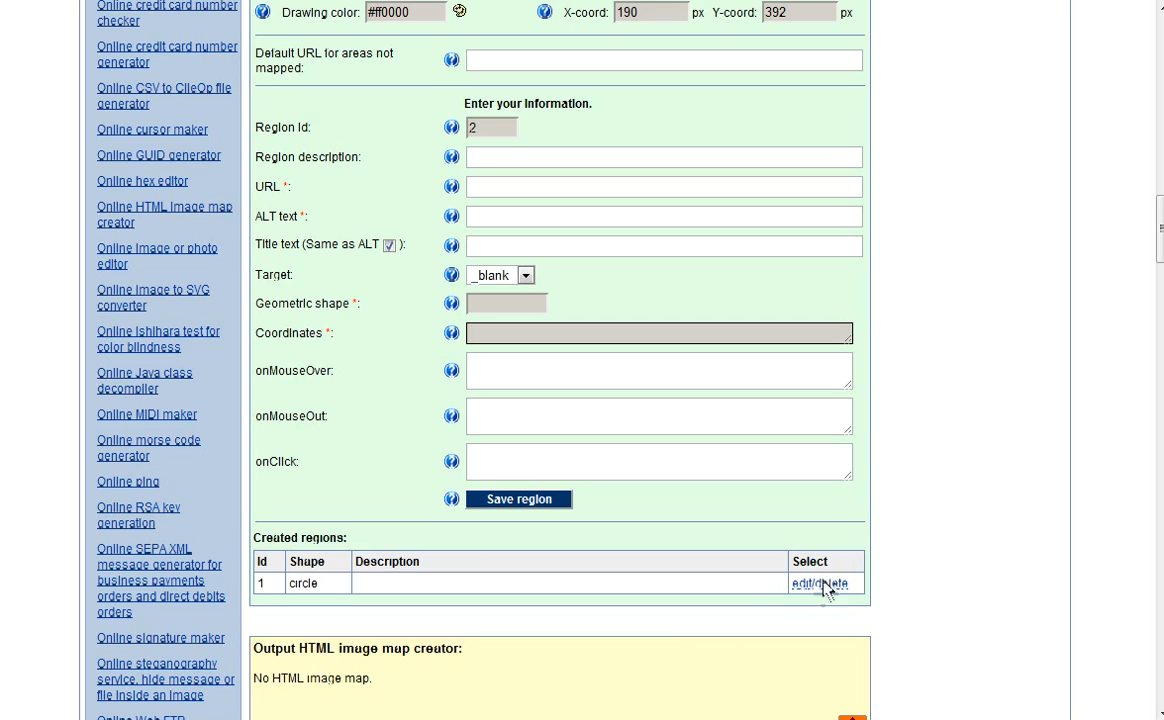 Online credit card number
checker
Online credit card number
generator
Online CSV to ClieOp file
generator
Online cursor maker
Online GUID generator
Online hex editor
Online HTML image map
creator
Online image or photo
editor
Online image to SVG
converter
Online Ishihara test for
color blindness
Online Java class
decompiler
Online MIDI maker
Online morse code
generator
Online ping
Online RSA key
generation
Online SEPA XML
message generator for
business payments
orders and direct debits
orders
Online signature maker
Online steganography
service, hide message or
file inside an image
Online Web FTP
Drawing color: #ff0000 X-coord: 190 px Y-coord: 392 px
Default URL for areas not
mapped:
Enter your information.
Region Id: 2
Region description:
URL *:
ALT text *:
Title text (Same as ALT ):
Target: _blank
Geometric shape *:
Coordinates *:
onMouseOver:
onMouseOut:
onClick:
Save region
Created regions:
Id Shape Description Select
1 circle edit/delete
Output HTML image map creator:
No HTML image map.